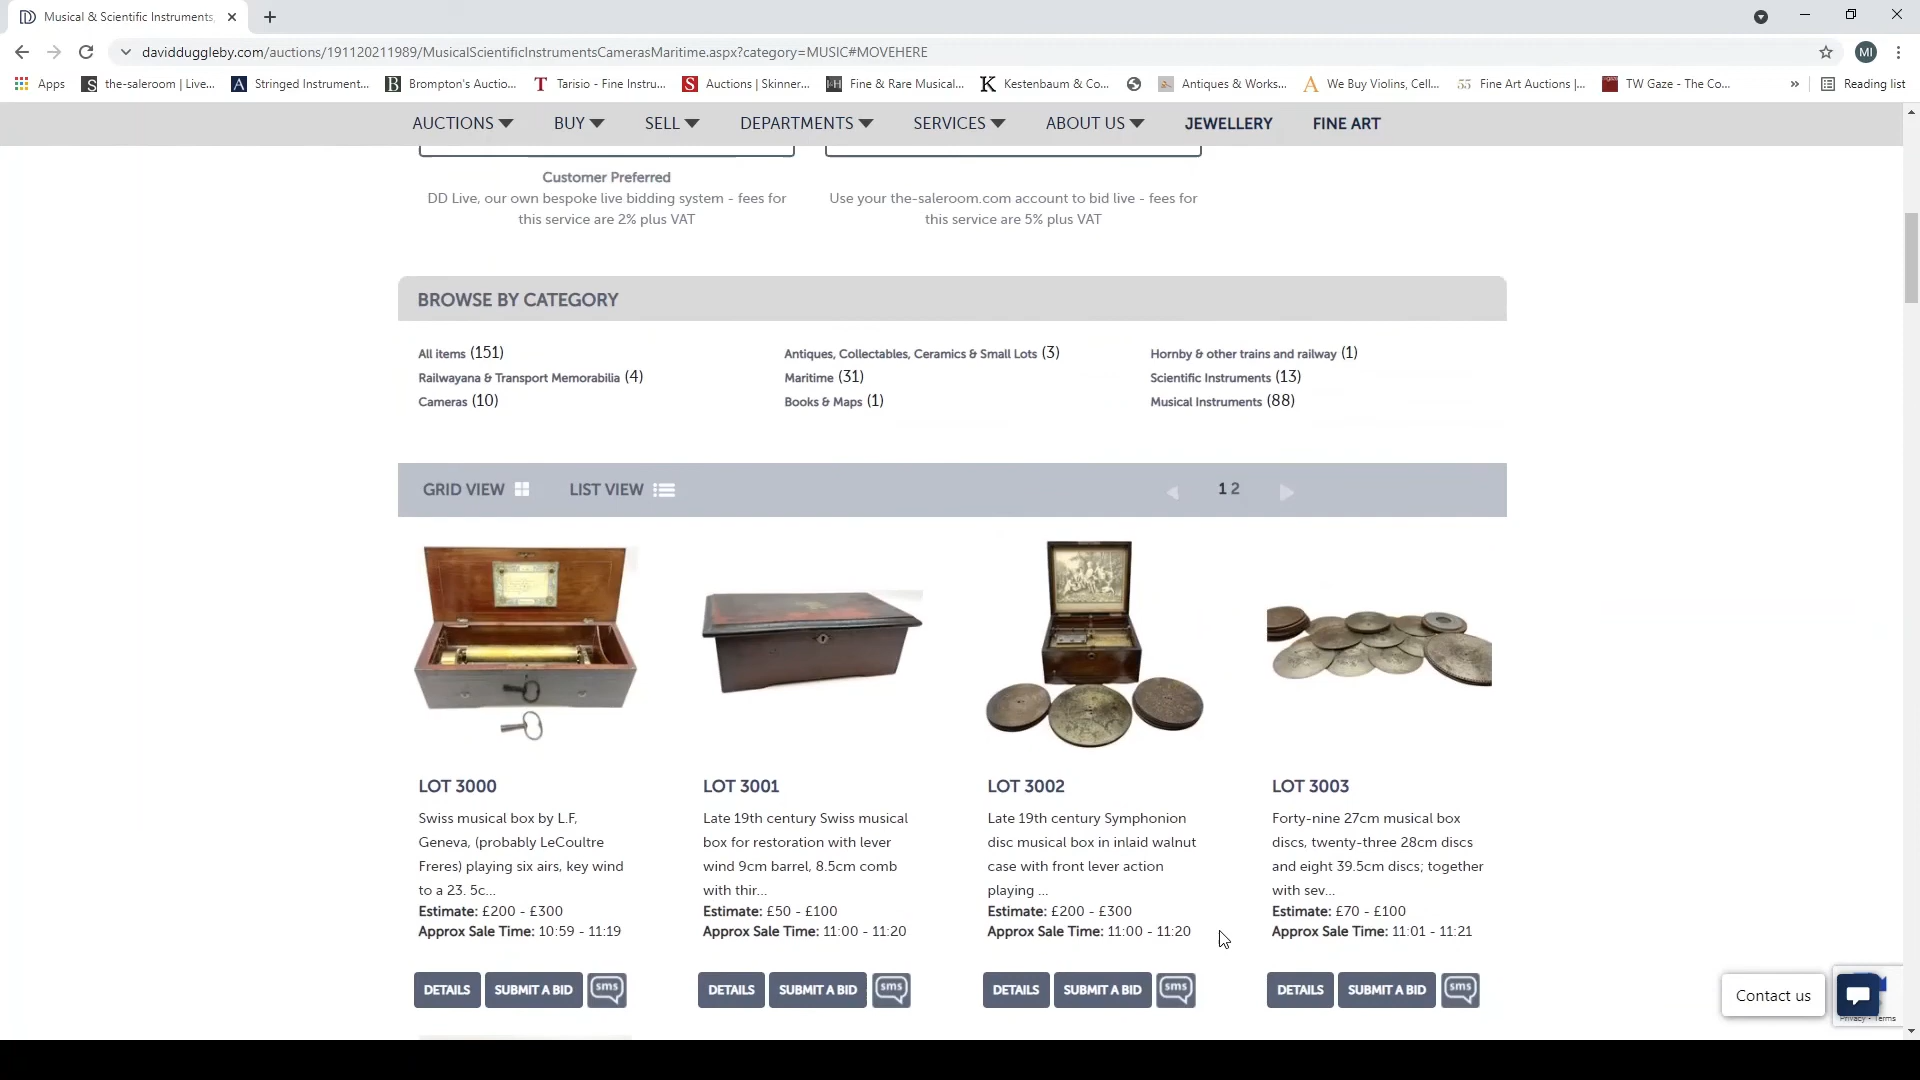 Musical & Scientific Instruments,
davidduggleby.com/auctions/191120211989/MusicalScientificInstrumentsCamerasMaritime.aspx?category=MUSIC#MOVEHERE
MI
Apps
the-saleroom | Live...
Stringed Instrument...
Brompton's Auctio...
Tarisio - Fine Instru...
Auctions | Skinner...
Fine & Rare Musical...
Kestenbaum & Co...
Antiques & Works...
We Buy Violins, Cell...
Fine Art Auctions |...
TW Gaze - The Co...
»
Reading list
AUCTIONS BUY SELL DEPARTMENTS SERVICES ABOUT US JEWELLERY FINE ART
Customer Preferred
DD Live, our own bespoke live bidding system - fees for
this service are 2% plus VAT
Use your the-saleroom.com account to bid live - fees for
this service are 5% plus VAT
BROWSE BY CATEGORY
All items (151)
Antiques, Collectables, Ceramics & Small Lots (3)
Hornby & other trains and railway (1)
Railwayana & Transport Memorabilia (4)
Maritime (31)
Scientific Instruments (13)
Cameras (10)
Books & Maps (1)
Musical Instruments (88)
GRID VIEW LIST VIEW 1 2
LOT 3000
Swiss musical box by L.F,
Geneva, (probably LeCoultre
Freres) playing six airs, key wind
to a 23. 5c...
Estimate: £200 - £300
Approx Sale Time: 10:59 - 11:19
DETAILS SUBMIT A BID sms
LOT 3001
Late 19th century Swiss musical
box for restoration with lever
wind 9cm barrel, 8.5cm comb
with thir...
Estimate: £50 - £100
Approx Sale Time: 11:00 - 11:20
DETAILS SUBMIT A BID sms
LOT 3002
Late 19th century Symphonion
disc musical box in inlaid walnut
case with front lever action
playing ...
Estimate: £200 - £300
Approx Sale Time: 11:00 - 11:20
DETAILS SUBMIT A BID sms
LOT 3003
Forty-nine 27cm musical box
discs, twenty-three 28cm discs
and eight 39.5cm discs; together
with sev...
Estimate: £70 - £100
Approx Sale Time: 11:01 - 11:21
DETAILS SUBMIT A BID sms
Contact us
Privacy - Terms